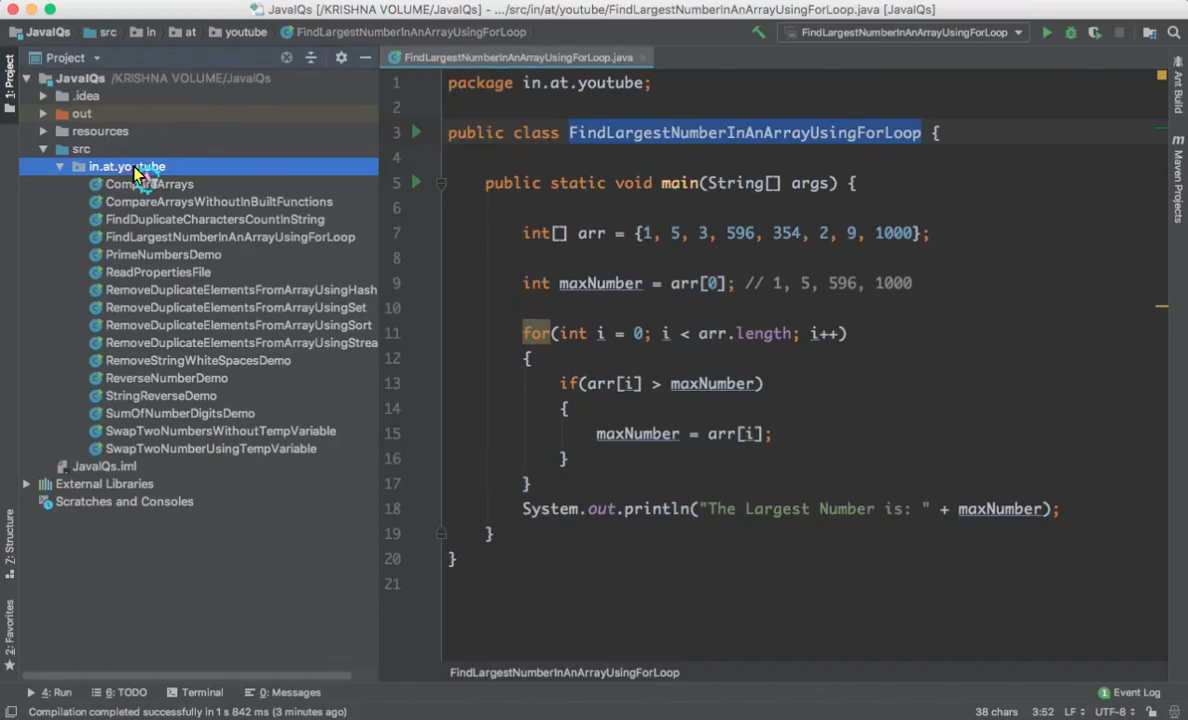 JavaIQs [/KRISHNA VOLUME/JavaIQs] - .../src/in/at/youtube/FindLargestNumberInAnArrayUsingForLoop.java [JavaIQs]
JavaIQs src in at youtube FindLargestNumberInAnArrayUsingForLoop
FindLargestNumberInAnArrayUsingForLoop
Project
FindLargestNumberInAnArrayUsingForLoop.java
1: Project
JavaIQs /KRISHNA VOLUME/JavaIQs
.idea
out
resources
src
in.at.youtube
CompareArrays
CompareArraysWithoutInBuiltFunctions
FindDuplicateCharactersCountInString
FindLargestNumberInAnArrayUsingForLoop
PrimeNumbersDemo
ReadPropertiesFile
RemoveDuplicateElementsFromArrayUsingHash
RemoveDuplicateElementsFromArrayUsingSet
RemoveDuplicateElementsFromArrayUsingSort
RemoveDuplicateElementsFromArrayUsingStrea
RemoveStringWhiteSpacesDemo
ReverseNumberDemo
StringReverseDemo
SumOfNumberDigitsDemo
SwapTwoNumbersWithoutTempVariable
SwapTwoNumberUsingTempVariable
JavaIQs.iml
External Libraries
Scratches and Consoles
7: Structure
2: Favorites
1 package in.at.youtube;
2
3 public class FindLargestNumberInAnArrayUsingForLoop {
4
5 public static void main(String[] args) {
6
7 int[] arr = {1, 5, 3, 596, 354, 2, 9, 1000};
8
9 int maxNumber = arr[0]; // 1, 5, 596, 1000
10
11 for(int i = 0; i < arr.length; i++)
12 {
13 if(arr[i] > maxNumber)
14 {
15 maxNumber = arr[i];
16 }
17 }
18 System.out.println("The Largest Number is: " + maxNumber);
19 }
20 }
21
FindLargestNumberInAnArrayUsingForLoop
Ant Build
Maven Projects
4: Run 6: TODO Terminal 0: Messages
1 Event Log
Compilation completed successfully in 1 s 842 ms (3 minutes ago)
38 chars 3:52 LF UTF-8